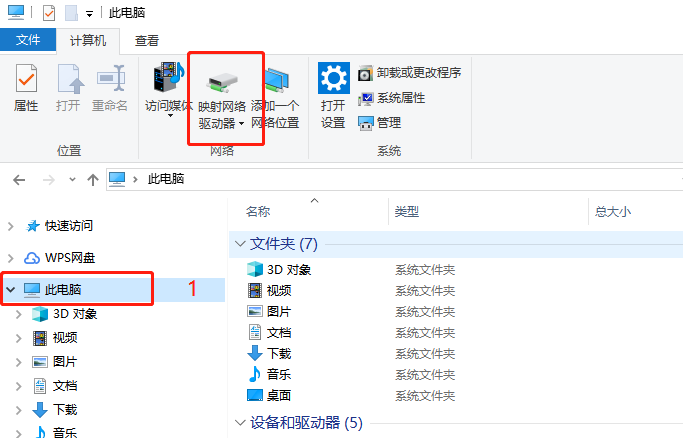 此电脑
文件 计算机 查看
属性 打开 重命名 访问媒体 映射网络驱动器 添加一个网络位置 打开设置 卸载或更改程序
系统属性
管理
位置 网络 系统
此电脑
名称 类型 总大小
快速访问
WPS网盘
此电脑 1
3D 对象
视频
图片
文档
下载
音乐
文件夹 (7)
3D 对象 系统文件夹
视频 系统文件夹
图片 系统文件夹
文档 系统文件夹
下载 系统文件夹
音乐 系统文件夹
桌面 系统文件夹
设备和驱动器 (5)